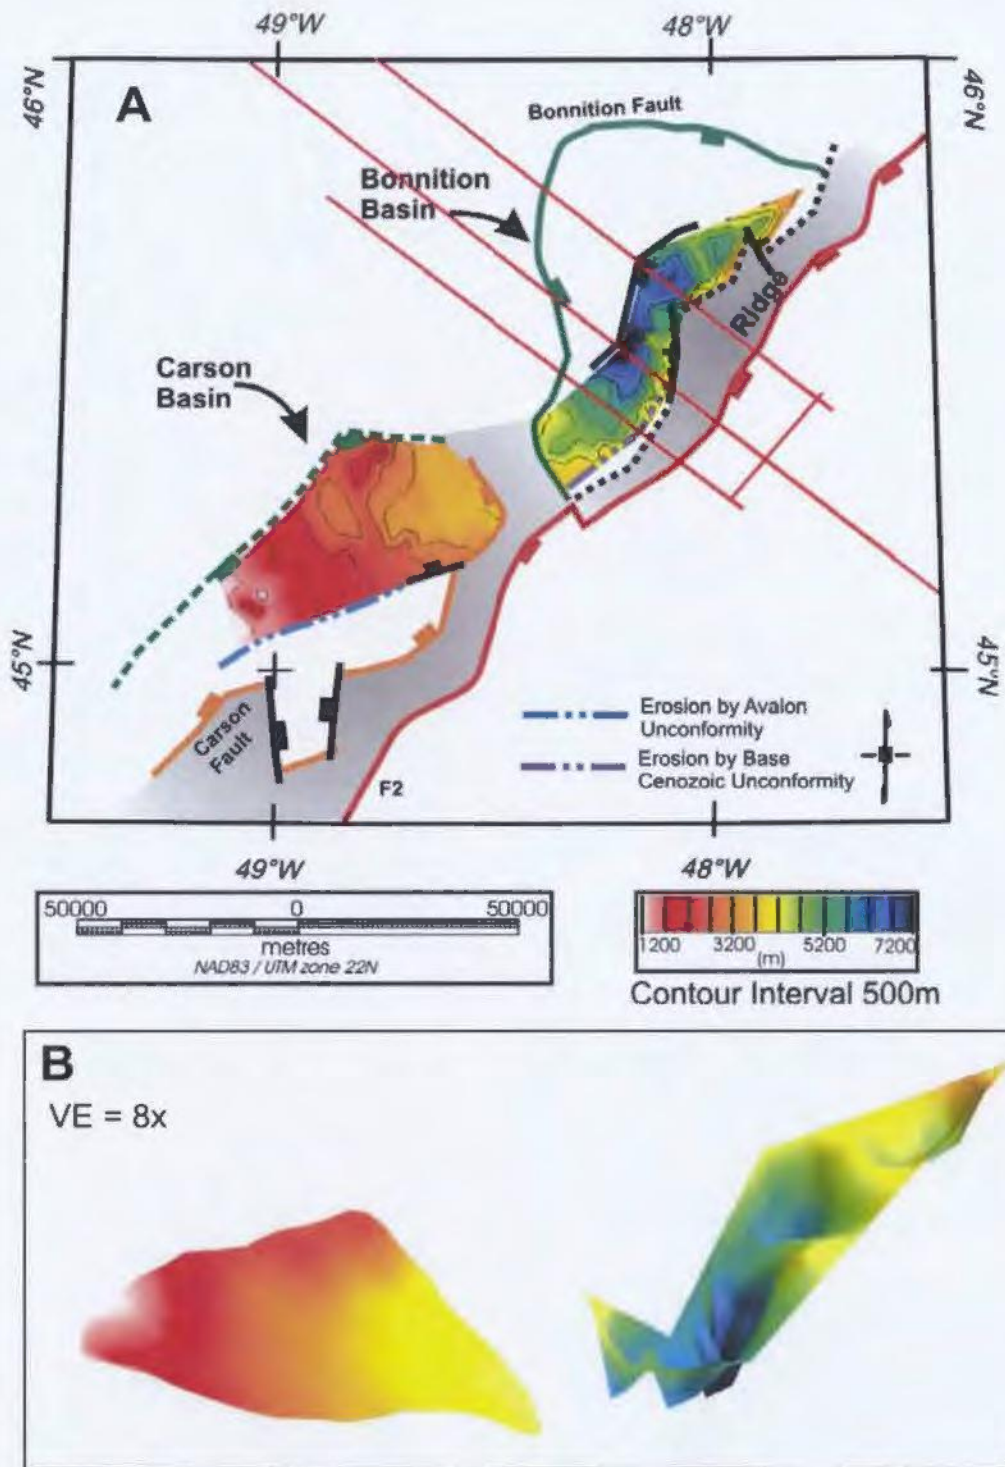 49°W
48°W
46°N
46°N
A
Bonnition Fault
Bonnition
Basin
Ridge
Carson
Basin
45°N
45°N
Carson
Fault
Erosion by Avalon
Unconformity
Erosion by Base
Cenozoic Unconformity
F2
49°W
48°W
50000 0 50000
metres
NAD83 / UTM zone 22N
1200 3200 5200 7200
(m)
Contour Interval 500m
B
VE = 8x